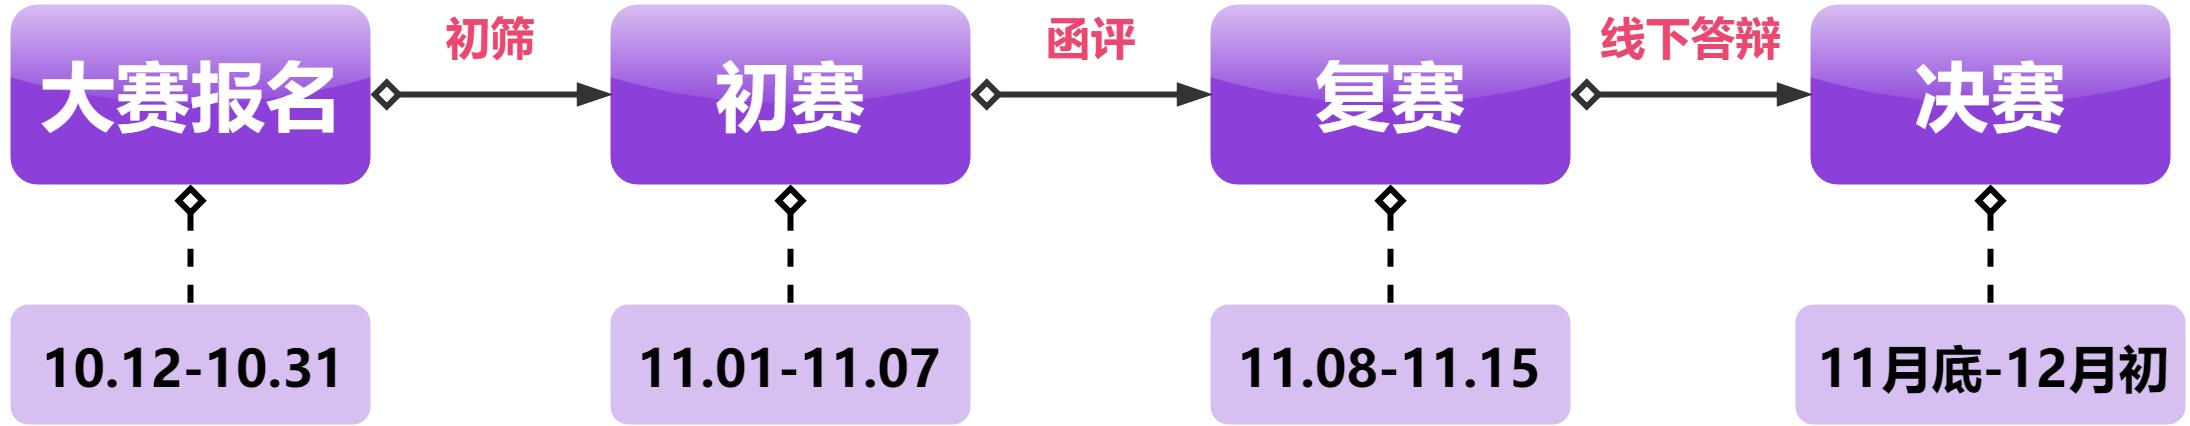 初筛
函评
线下答辩
大赛报名
初赛
复赛
决赛
10.12-10.31
11.01-11.07
11.08-11.15
11月底-12月初